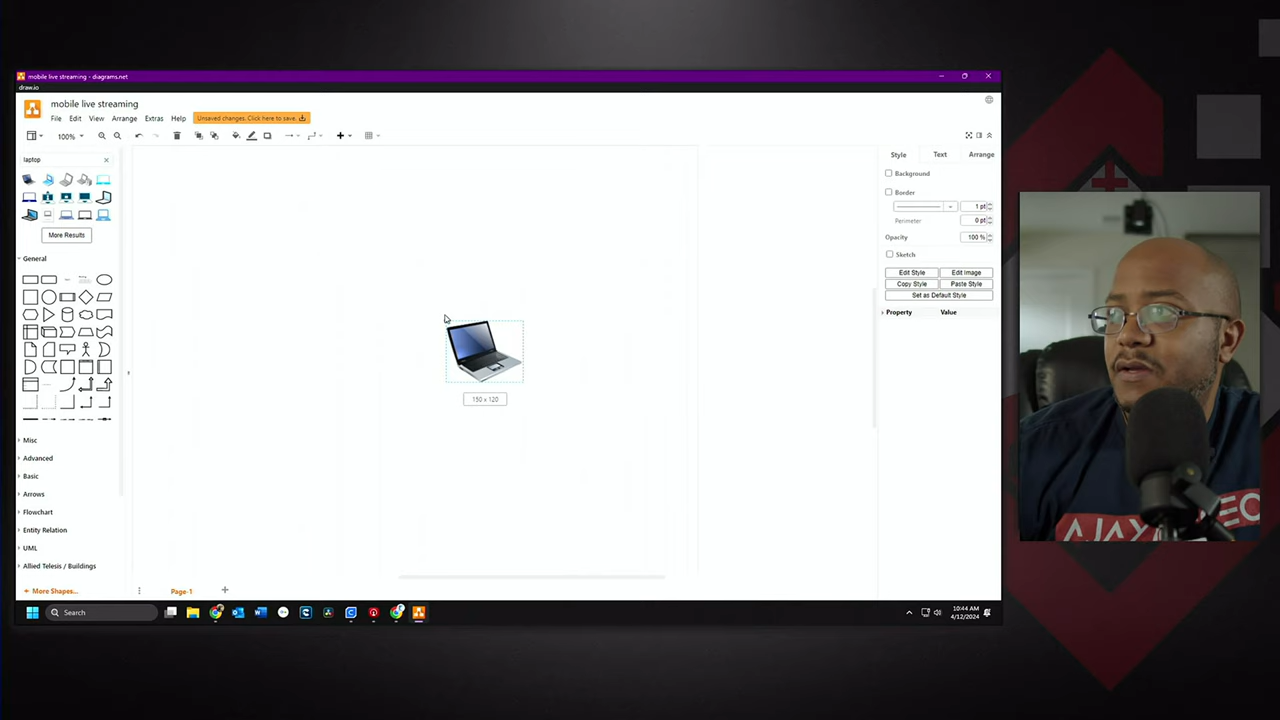 mobile live streaming - diagrams.net
draw.io
mobile live streaming
File Edit View Arrange Extras Help
Unsaved changes. Click here to save.
100%
laptop
More Results
General
Misc
Advanced
Basic
Arrows
Flowchart
Entity Relation
UML
Allied Telesis / Buildings
+ More Shapes...
150 x 120
Page-1
Style Text Arrange
Background
Border
1 pt
Perimeter 0 pt
Opacity 100 %
Sketch
Edit Style Edit Image
Copy Style Paste Style
Set as Default Style
Property Value
Search
10:44 AM
4/12/2024